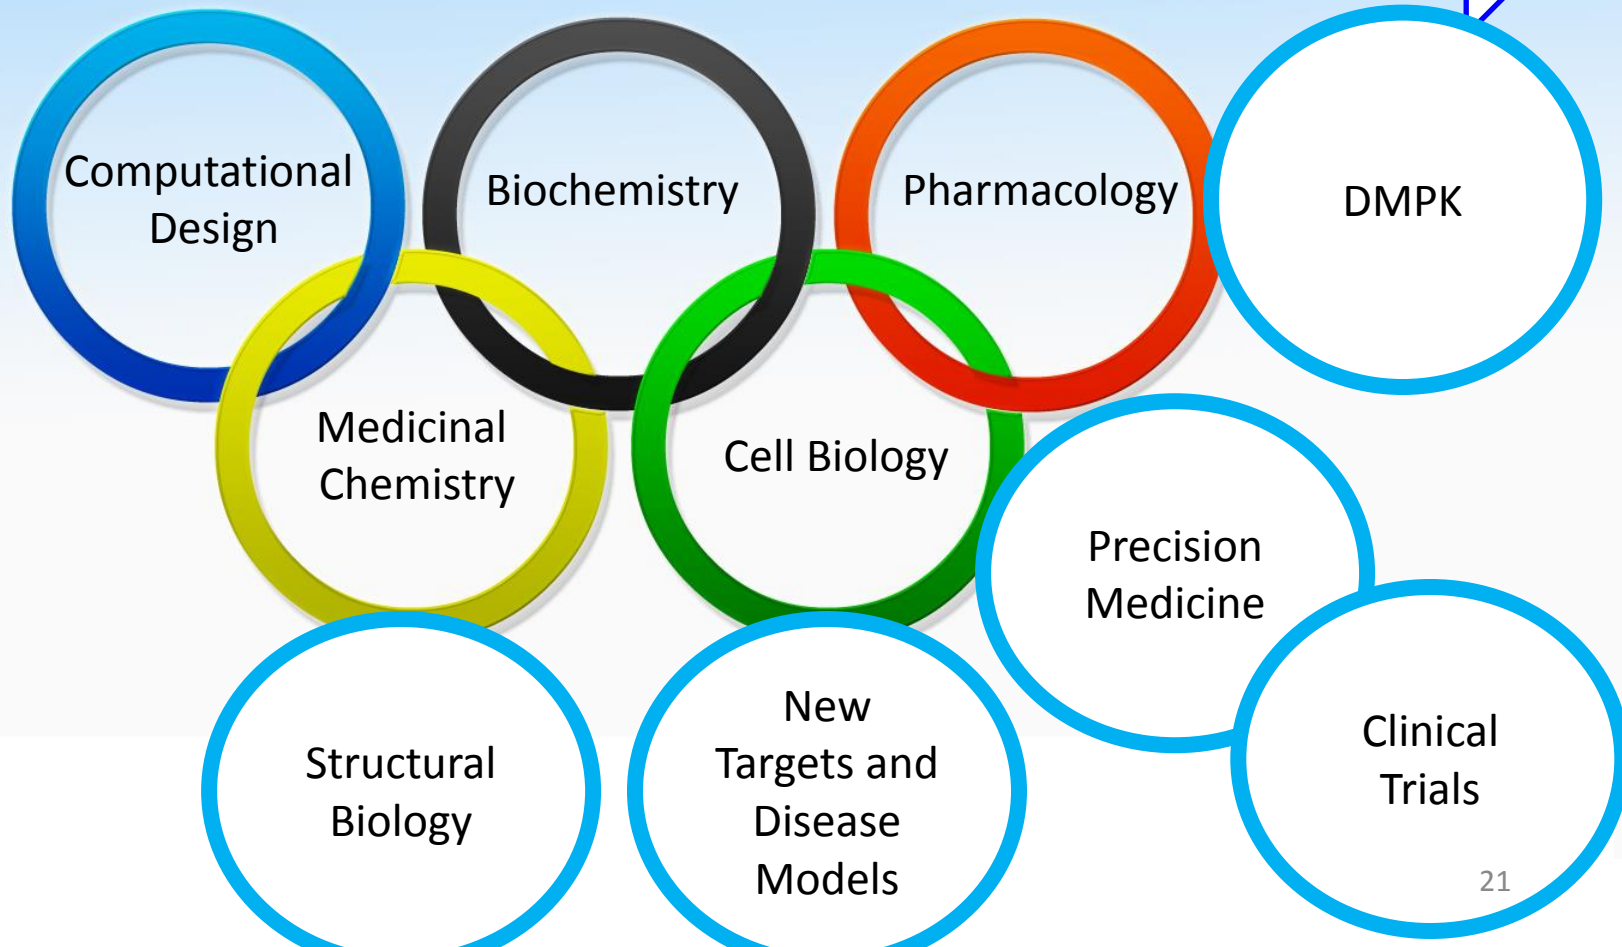 Computational
Design
Biochemistry
Pharmacology
DMPK
Medicinal
Chemistry
Cell Biology
Precision
Medicine
Structural
Biology
New
Targets and
Disease
Models
Clinical
Trials
21